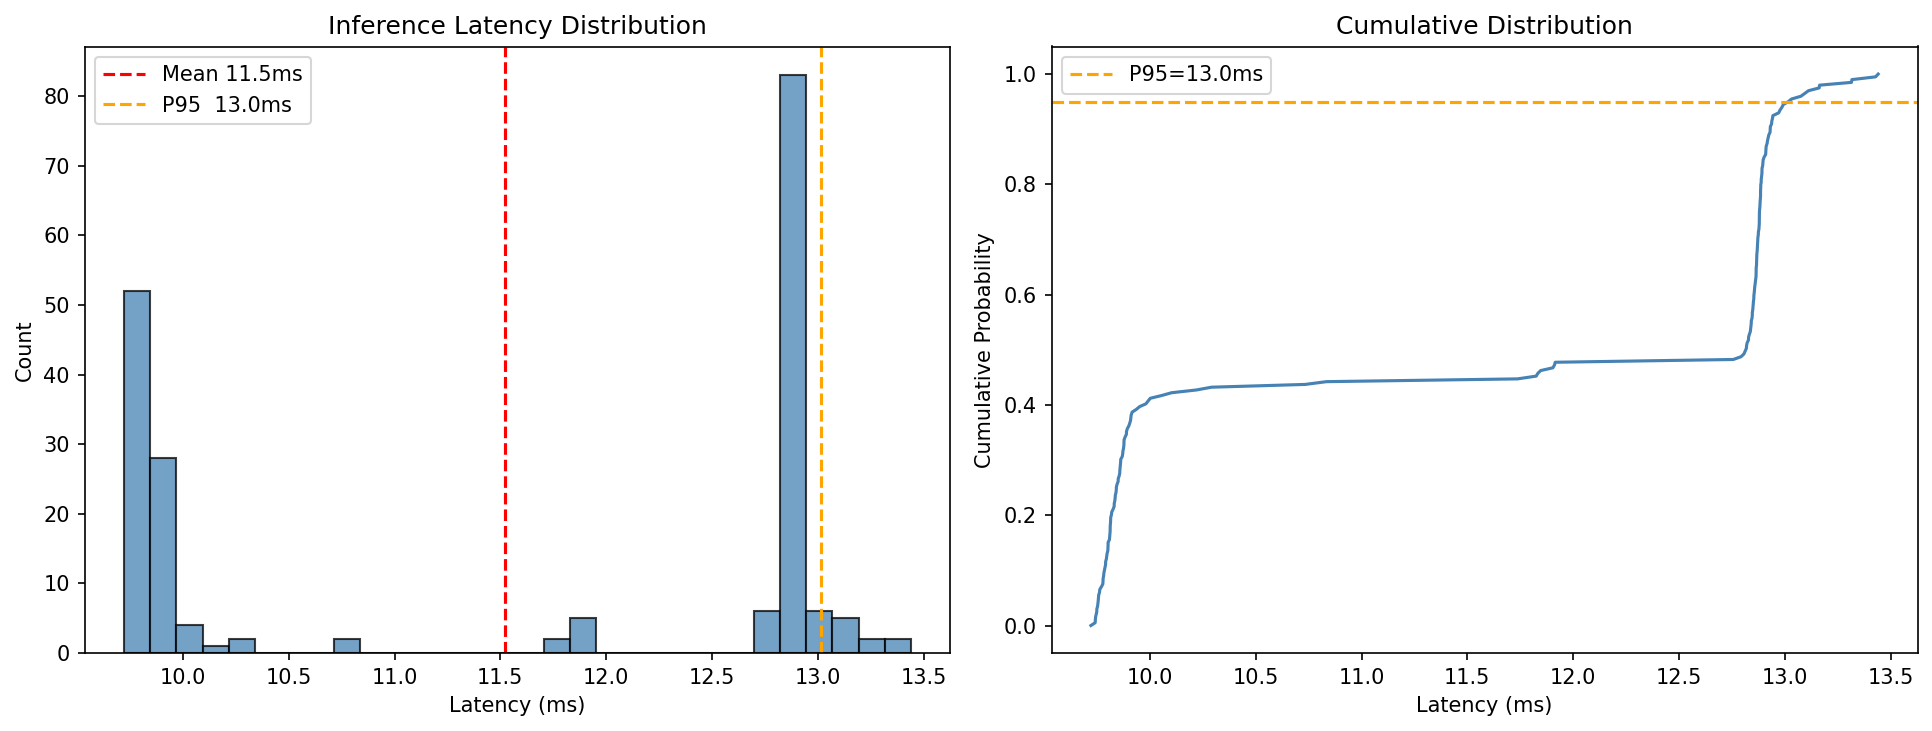 Inference Latency Distribution
Mean 11.5ms
P95  13.0ms
Count
80
70
60
50
40
30
20
10
0
10.0 10.5 11.0 11.5 12.0 12.5 13.0 13.5
Latency (ms)
Cumulative Distribution
P95=13.0ms
Cumulative Probability
1.0
0.8
0.6
0.4
0.2
0.0
10.0 10.5 11.0 11.5 12.0 12.5 13.0 13.5
Latency (ms)